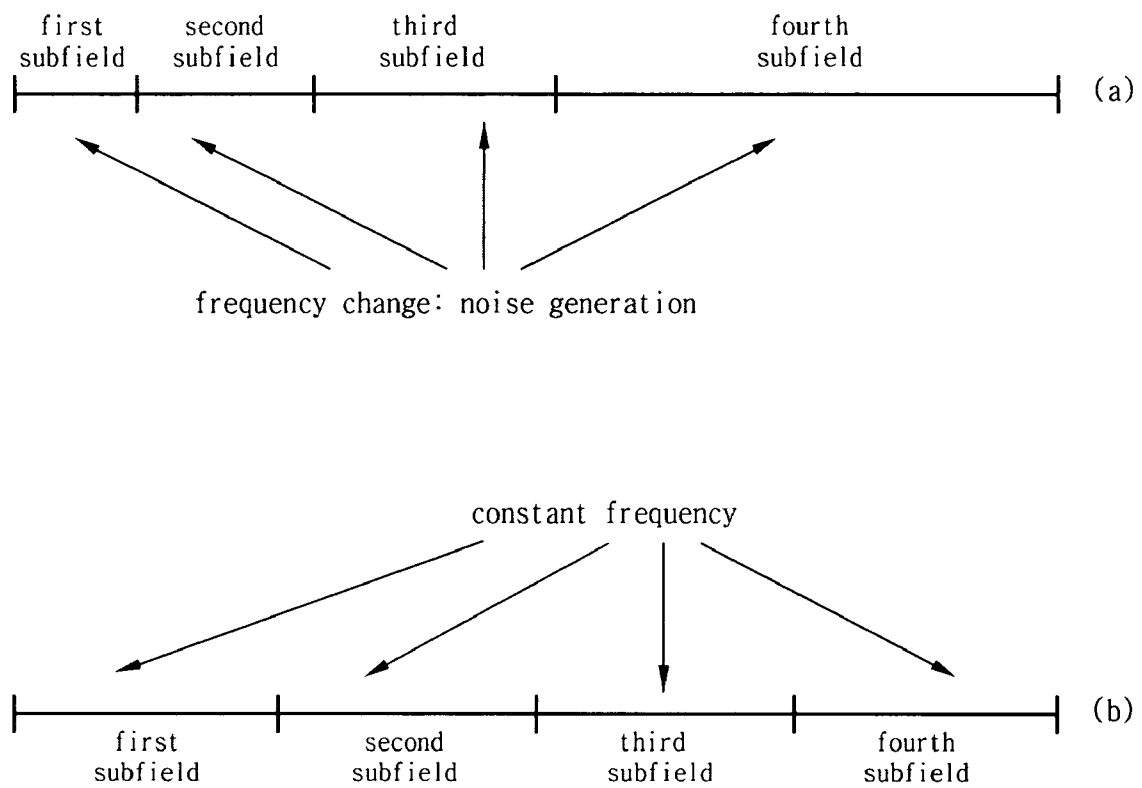 first subfield
second subfield
third subfield
fourth subfield
(a)
frequency change: noise generation
constant frequency
(b)
first subfield
second subfield
third subfield
fourth subfield